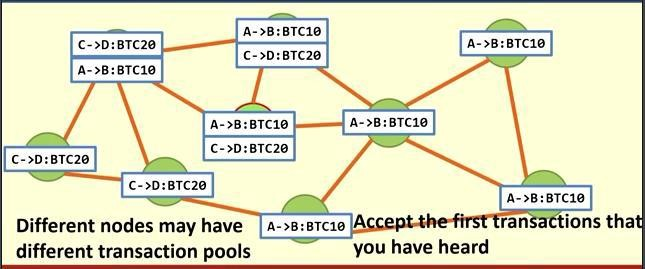 C->D:BTC20
A->B:BTC10
A->B:BTC10
C->D:BTC20
A->B:BTC10
A->B:BTC10
C->D:BTC20
A->B:BTC10
C->D:BTC20
C->D:BTC20
A->B:BTC10
A->B:BTC10
Different nodes may have
different transaction pools
Accept the first transactions that
you have heard